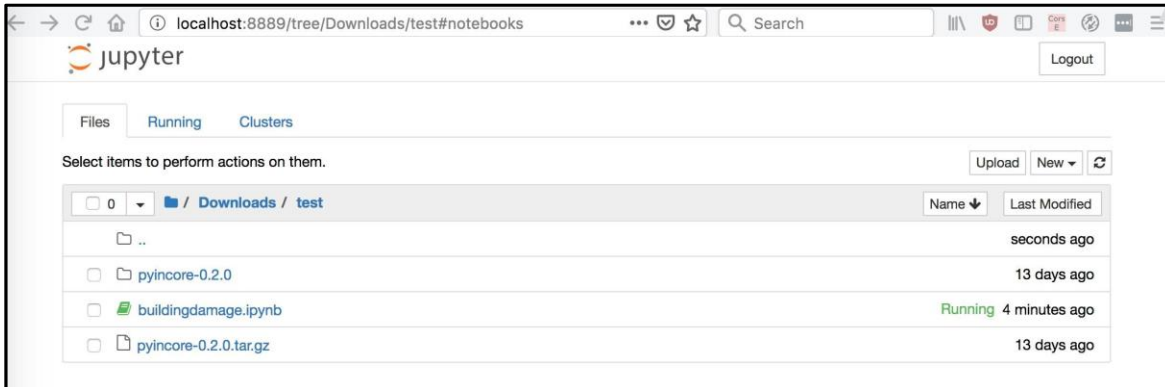 localhost:8889/tree/Downloads/test#notebooks ••• Search
jupyter Logout
Files Running Clusters
Select items to perform actions on them. Upload New
0 / Downloads / test Name Last Modified
.. seconds ago
pyincore-0.2.0 13 days ago
buildingdamage.ipynb Running 4 minutes ago
pyincore-0.2.0.tar.gz 13 days ago